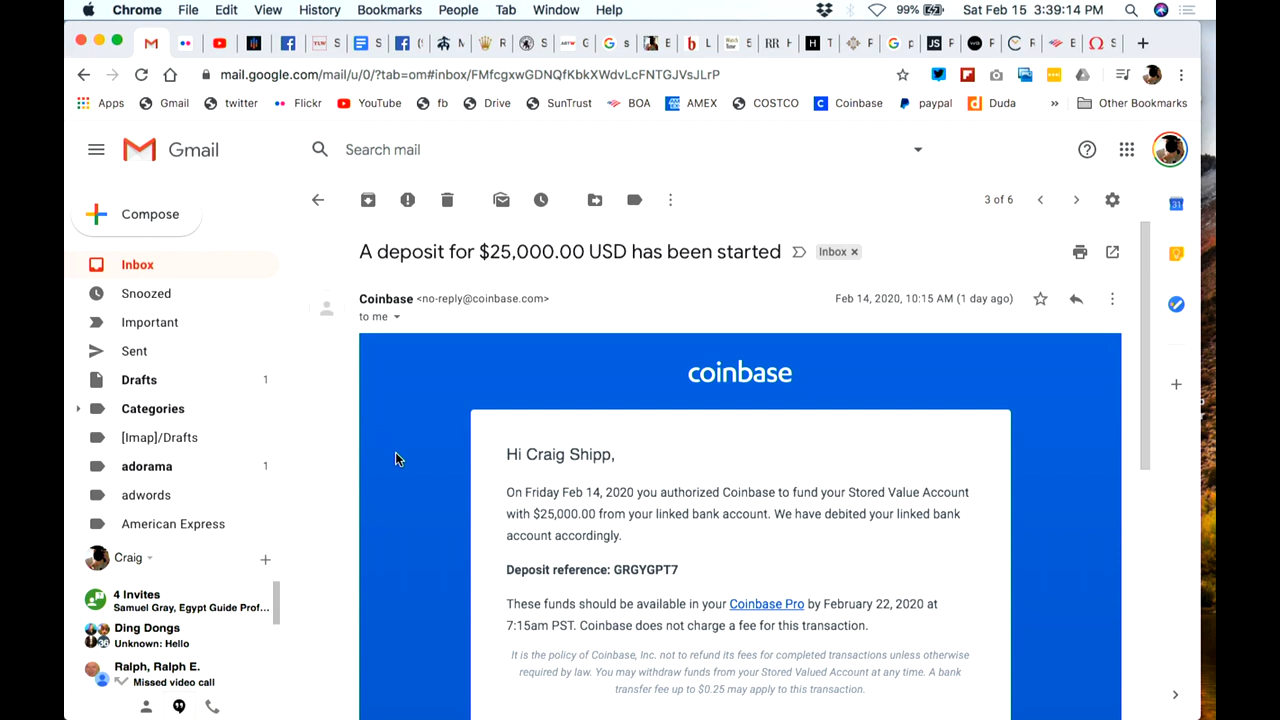 Chrome File Edit View History Bookmarks People Tab Window Help 99% Sat Feb 15 3:39:14 PM
mail.google.com/mail/u/0/?tab=om#inbox/FMfcgxwGDNQfKbkXWdvLcFNTGJVsJLrP
Apps Gmail twitter Flickr YouTube fb Drive SunTrust BOA AMEX COSTCO Coinbase paypal Duda » Other Bookmarks
Gmail Search mail
Compose
3 of 6
A deposit for $25,000.00 USD has been started Inbox ×
Inbox
Snoozed
Important
Sent
Drafts 1
Categories
[Imap]/Drafts
adorama 1
adwords
American Express
Craig
4 Invites
Samuel Gray, Egypt Guide Prof...
Ding Dongs
Unknown: Hello
Ralph, Ralph E.
Missed video call
Coinbase <no-reply@coinbase.com> Feb 14, 2020, 10:15 AM (1 day ago)
to me
coinbase
Hi Craig Shipp,
On Friday Feb 14, 2020 you authorized Coinbase to fund your Stored Value Account
with $25,000.00 from your linked bank account. We have debited your linked bank
account accordingly.
Deposit reference: GRGYGPT7
These funds should be available in your Coinbase Pro by February 22, 2020 at
7:15am PST. Coinbase does not charge a fee for this transaction.
It is the policy of Coinbase, Inc. not to refund its fees for completed transactions unless otherwise
required by law. You may withdraw funds from your Stored Valued Account at any time. A bank
transfer fee up to $0.25 may apply to this transaction.